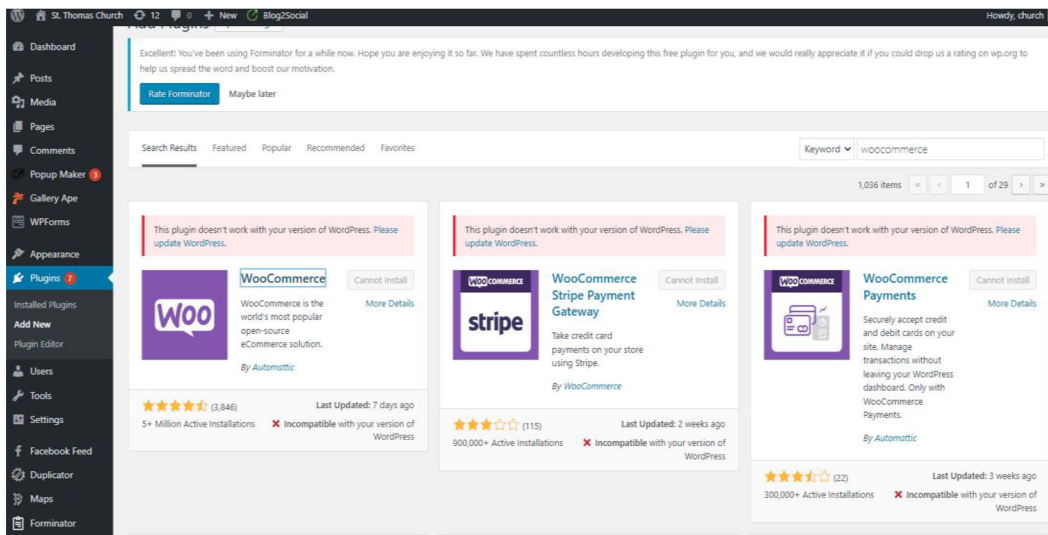 St. Thomas Church 12 0 + New Blog2Social Howdy, church
Dashboard
Posts
Media
Pages
Comments
Popup Maker 3
Gallery Ape
WPForms
Appearance
Plugins 7
Installed Plugins
Add New
Plugin Editor
Users
Tools
Settings
Facebook Feed
Duplicator
Maps
Forminator
Add Plugins
Excellent! You've been using Forminator for a while now. Hope you are enjoying it so far. We have spent countless hours developing this free plugin for you, and we would really appreciate it if you could drop us a rating on wp.org to
help us spread the word and boost our motivation.
Rate Forminator Maybe later
Search Results Featured Popular Recommended Favorites Keyword woocommerce
1,036 items « ‹ 1 of 29 › »
This plugin doesn't work with your version of WordPress. Please
update WordPress.
WOO
WooCommerce
Cannot Install
More Details
WooCommerce is the
world's most popular
open-source
eCommerce solution.
By Automattic
(3,846)
Last Updated: 7 days ago
5+ Million Active Installations
Incompatible with your version of
WordPress
This plugin doesn't work with your version of WordPress. Please
update WordPress.
WOO COMMERCE
stripe
WooCommerce
Stripe Payment
Gateway
Cannot Install
More Details
Take credit card
payments on your store
using Stripe.
By WooCommerce
(115)
Last Updated: 2 weeks ago
900,000+ Active Installations
Incompatible with your version of
WordPress
This plugin doesn't work with your version of WordPress. Please
update WordPress.
WOO COMMERCE
WooCommerce
Payments
Cannot Install
More Details
Securely accept credit
and debit cards on your
site. Manage
transactions without
leaving your WordPress
dashboard. Only with
WooCommerce
Payments.
By Automattic
(22)
Last Updated: 3 weeks ago
300,000+ Active Installations
Incompatible with your version of
WordPress